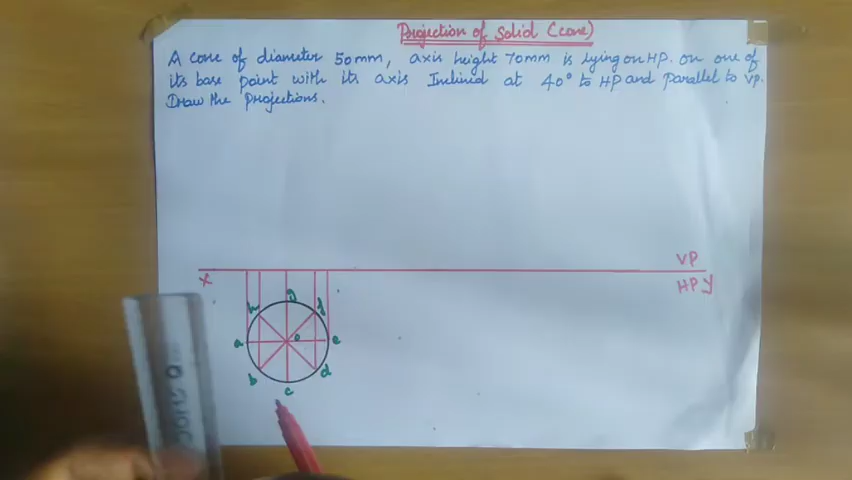 Projection of Solid (cone)
A cone of diameter 50mm, axis height 70mm is lying on HP. on one of
its base point with its axis Inclined at 40° to HP and parallel to VP.
Draw the projections.
VP
X
HP Y
g
h f
a o e
b d
c